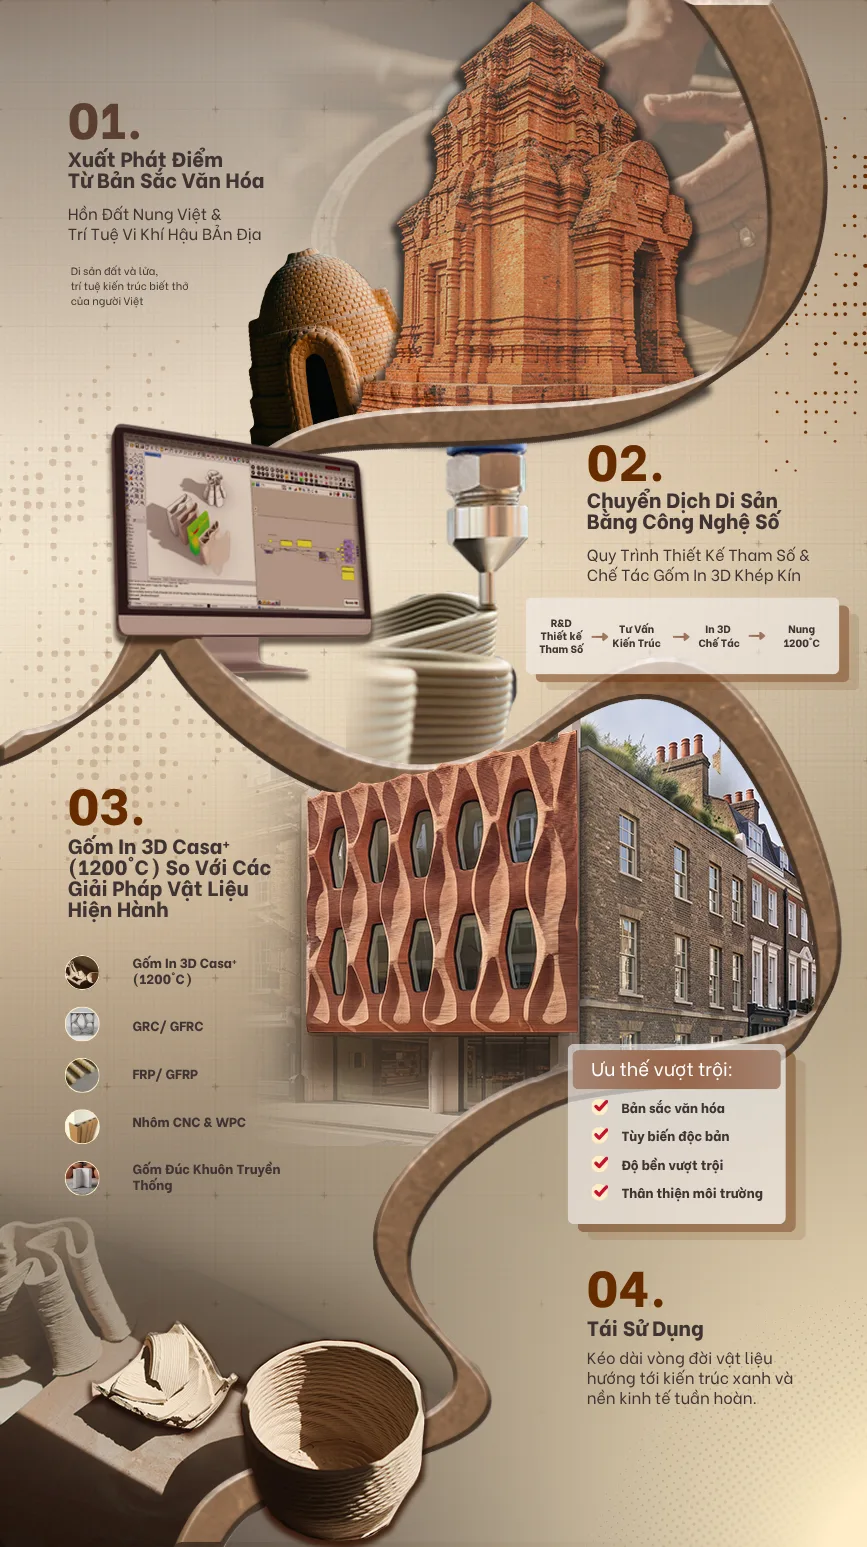 01.
Xuất Phát Điểm
Từ Bản Sắc Văn Hóa
Hồn Đất Nung Việt &
Trí Tuệ Vi Khí Hậu BẢn Địa
Di sản đất và lửa,
trí tuệ kiến trúc biết thở
của người Việt
02.
Chuyển Dịch Di Sản
Bằng Công Nghệ Số
Quy Trình Thiết Kế Tham Số &
Chế Tác Gốm In 3D Khép Kín
R&D
Thiết kế
Tham Số
Tư Vấn
Kiến Trúc
In 3D
Chế Tác
Nung
1200°C
03.
Gốm In 3D Casa⁺
(1200°C) So Với Các
Giải Pháp Vật Liệu
Hiện Hành
Gốm In 3D Casa⁺
(1200°C)
GRC/ GFRC
FRP/ GFRP
Nhôm CNC & WPC
Gốm Đúc Khuôn Truyền
Thống
Ưu thế vượt trội:
Bản sắc văn hóa
Tùy biến độc bản
Độ bền vượt trội
Thân thiện môi trường
04.
Tái Sử Dụng
Kéo dài vòng đời vật liệu
hướng tới kiến trúc xanh và
nền kinh tế tuần hoàn.